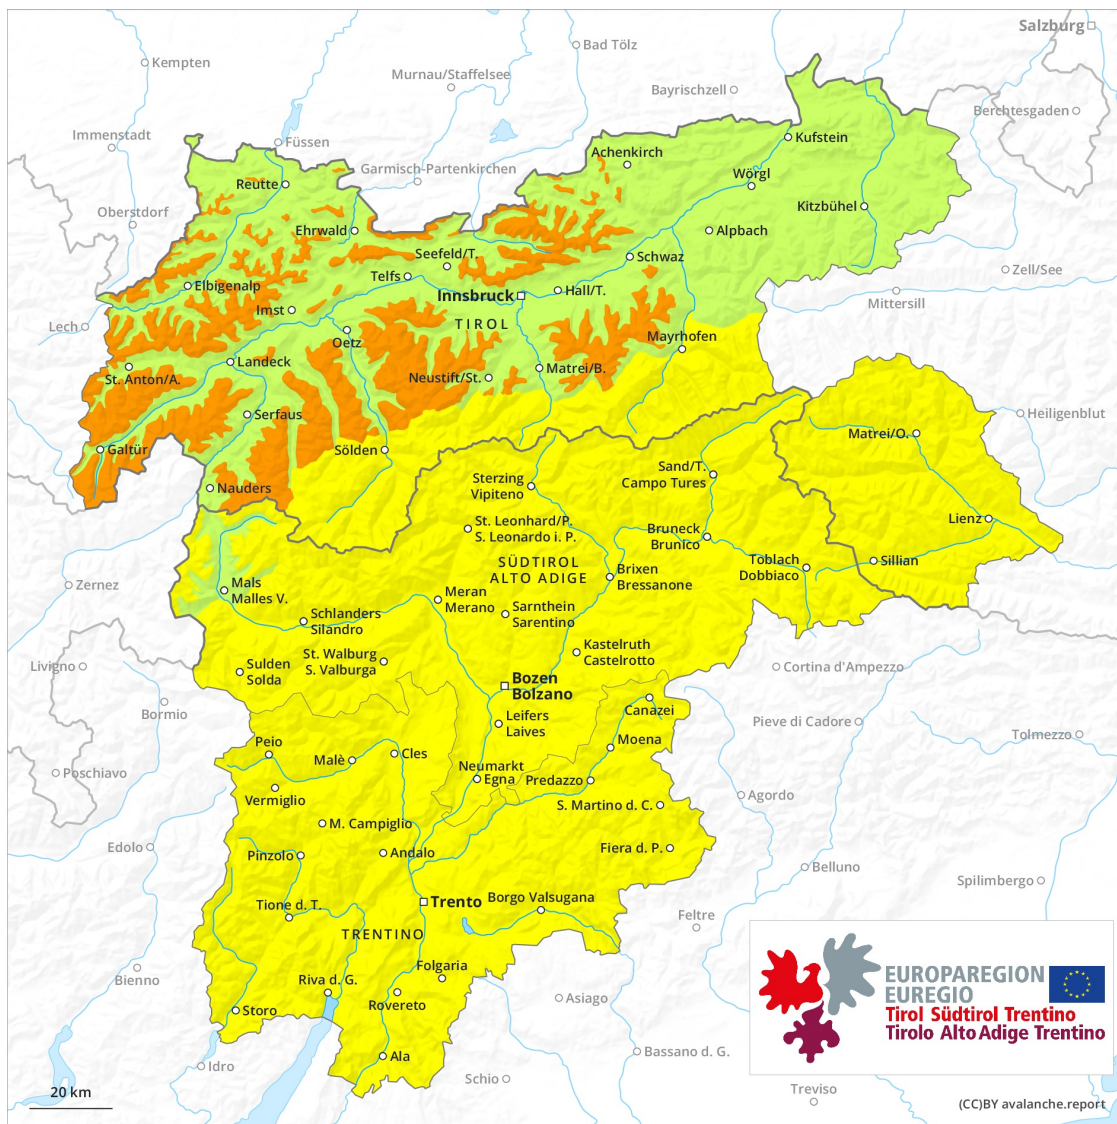 Salzburg
Bad Tölz
Kempten
Murnau/Staffelsee
Bayrischzell
Berchtesgaden
Immenstadt
Füssen
Kufstein
Achenkirch
Garmisch-Partenkirchen
Wörgl
Reutte
Kitzbühel
Oberstdorf
Ehrwald
Alpbach
Seefeld/T.
Schwaz
Zell/See
Telfs
Elbigenalp
Innsbruck
Hall/T.
Mittersill
Imst
Lech
TIROL
Oetz
Mayrhofen
Landeck
Matrei/B.
St. Anton/A.
Neustift/St.
Serfaus
Heiligenblut
Matrei/O.
Galtür
Sölden
Sand/T.
Campo Tures
Sterzing
Vipiteno
Nauders
Lienz
St. Leonhard/P.
S. Leonardo i. P.
Bruneck
Brunico
SÜDTIROL
ALTO ADIGE
Toblach
Dobbiaco
Sillian
Brixen
Bressanone
Zernez
Mals
Malles V.
Meran
Merano
Sarnthein
Sarentino
Schlanders
Silandro
Kastelruth
Castelrotto
St. Walburg
S. Valburga
Livigno
Sulden
Solda
Cortina d'Ampezzo
Bozen
Bolzano
Bormio
Canazei
Leifers
Laives
Pieve di Cadore
Tolmezzo
Peio
Moena
Cles
Malè
Poschiavo
Neumarkt
Egna
Predazzo
Vermiglio
Agordo
S. Martino d. C.
M. Campiglio
Edolo
Pinzolo
Andalo
Fiera d. P.
Belluno
Spilimbergo
Trento
Borgo Valsugana
Tione d. T.
Feltre
TRENTINO
Folgaria
Bienno
Riva d. G.
Rovereto
Asiago
Storo
EUROPAREGION
EUREGIO
Tirol Südtirol Trentino
Tirolo Alto Adige Trentino
Ala
Bassano d. G.
Idro
Schio
Treviso
20 km
(CC)BY avalanche.report